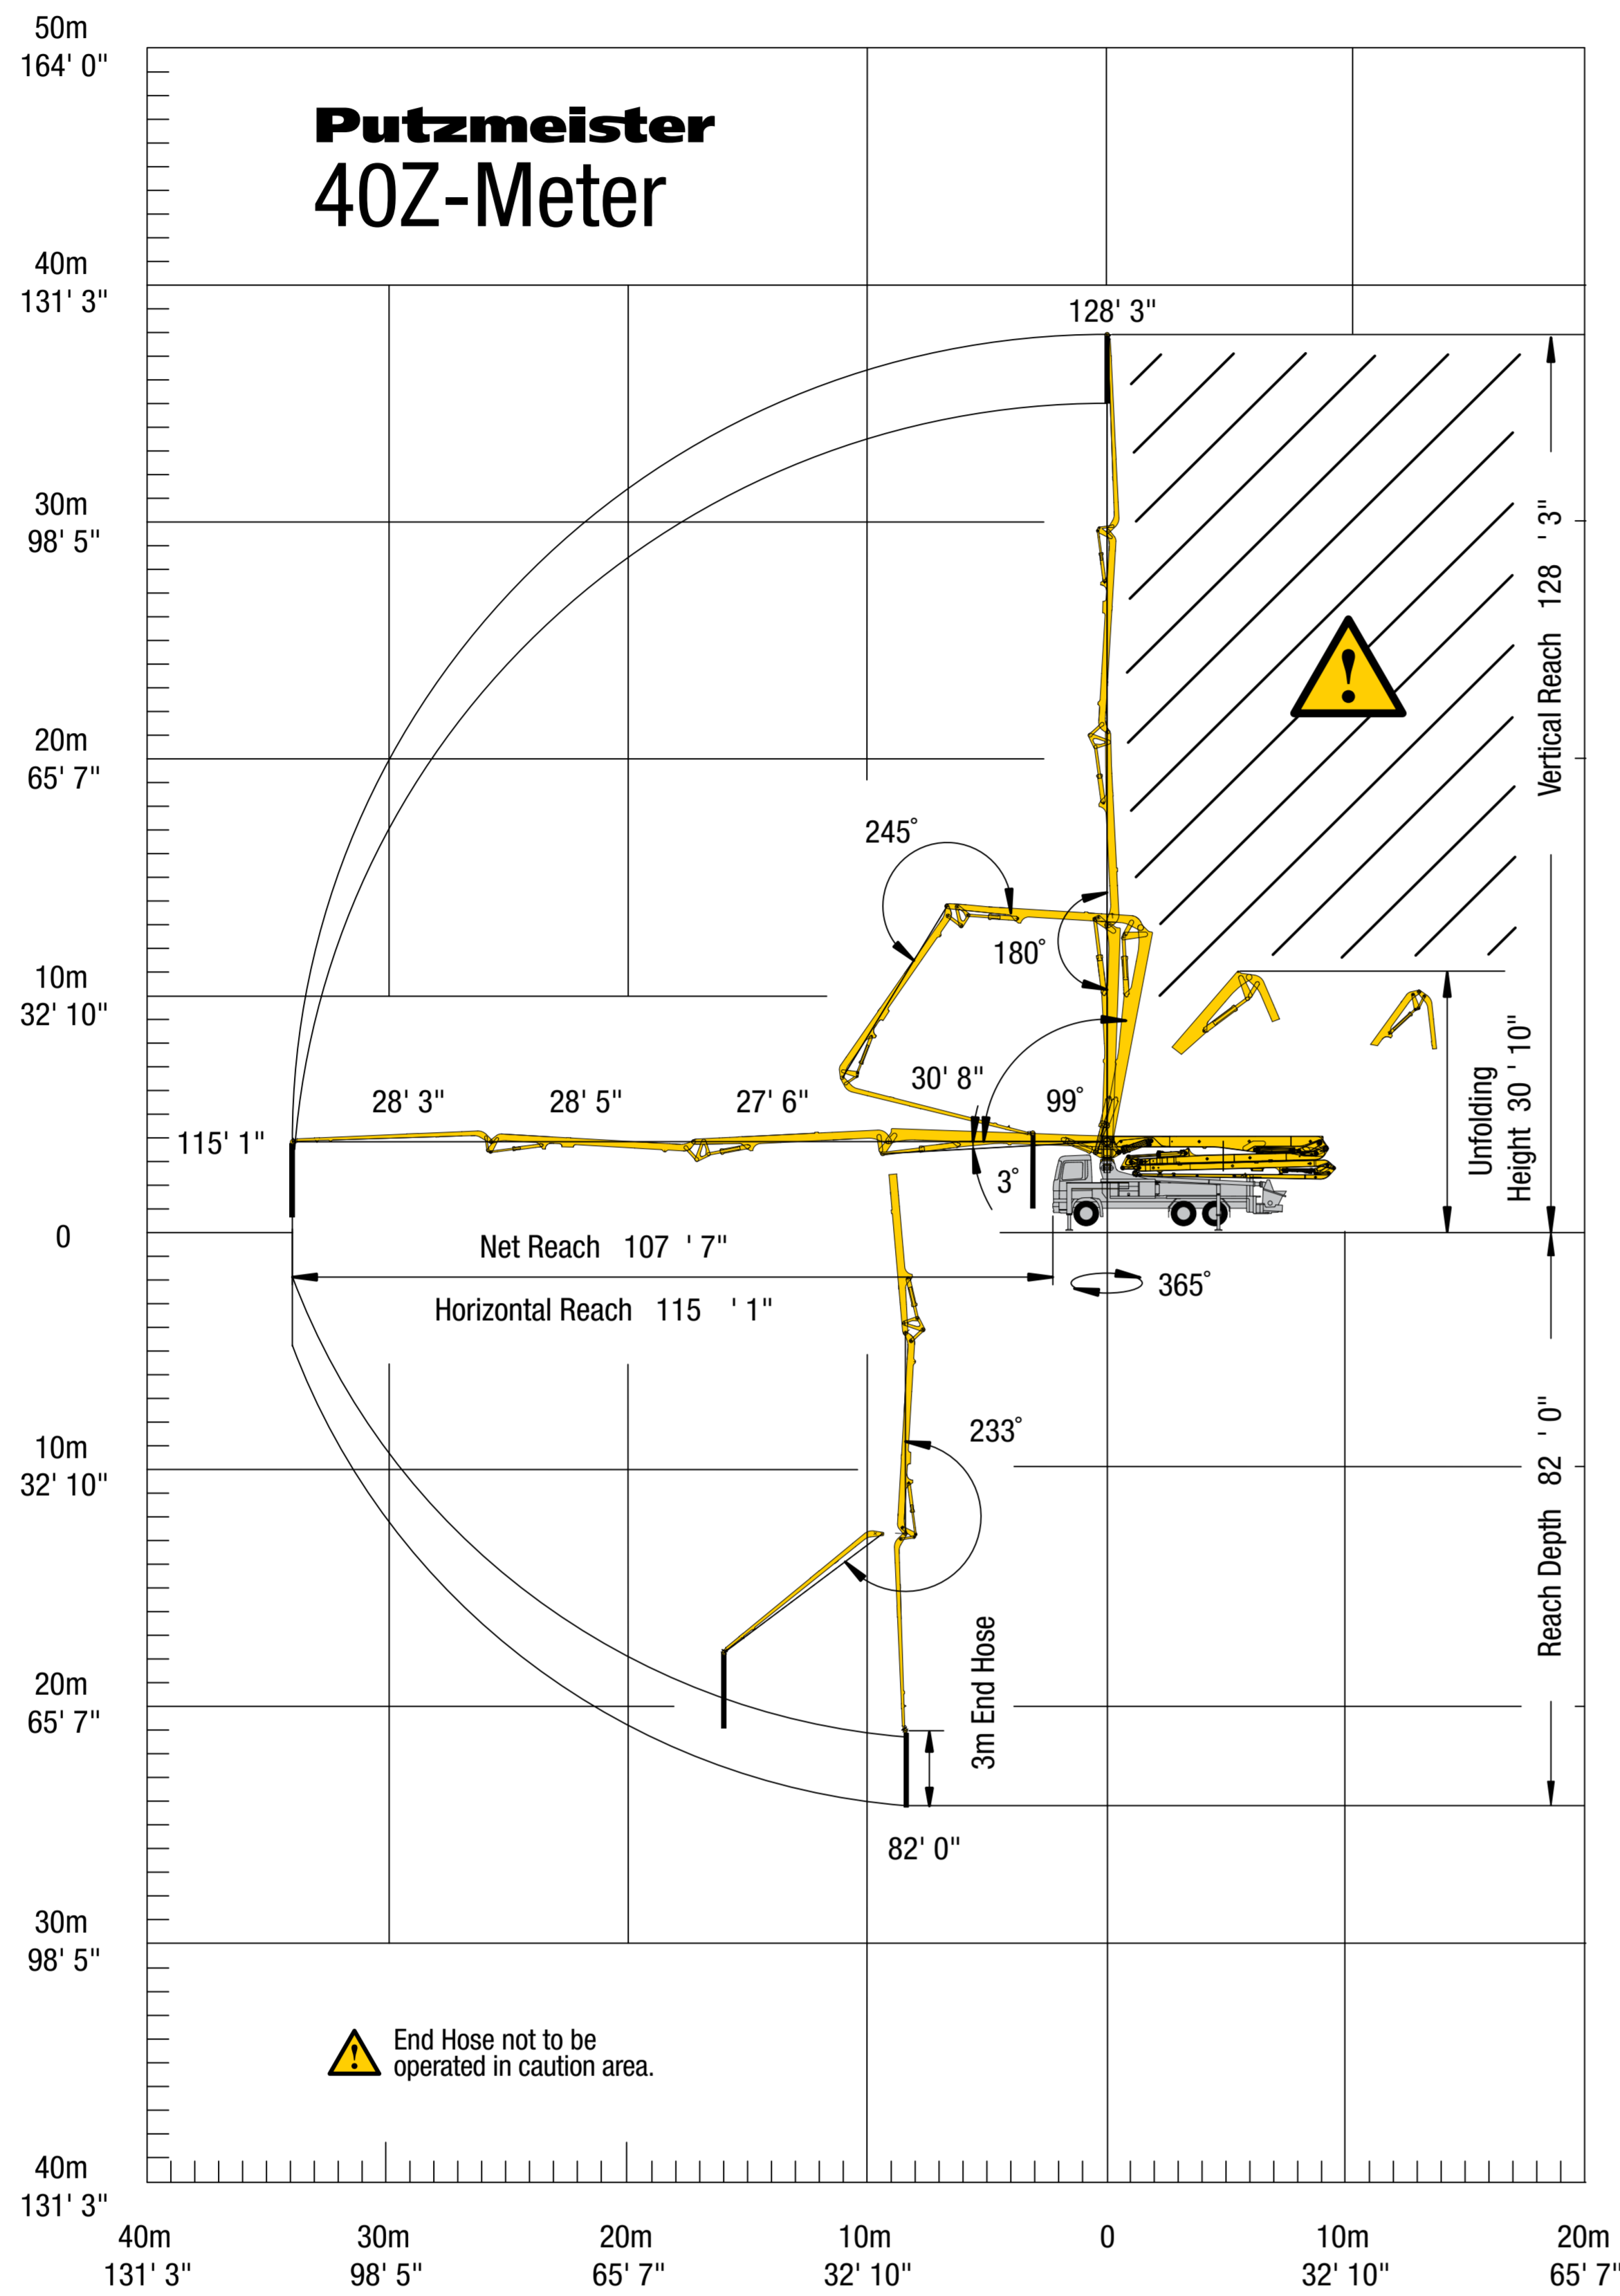 50m
164' 0"
Putzmeister
40Z-Meter
40m
131' 3"
128' 3"
30m
98' 5"
Vertical Reach 128 ' 3"
20m
65' 7"
245°
180°
10m
32' 10"
30' 8"
99°
28' 3"
28' 5"
27' 6"
115' 1"
3°
Unfolding
Height 30 ' 10"
0
Net Reach 107 ' 7"
365°
Horizontal Reach 115 ' 1"
233°
10m
32' 10"
Reach Depth 82 ' 0"
3m End Hose
20m
65' 7"
82' 0"
30m
98' 5"
!
End Hose not to be
operated in caution area.
!
40m
131' 3"
40m
131' 3"
30m
98' 5"
20m
65' 7"
10m
32' 10"
0
10m
32' 10"
20m
65' 7"